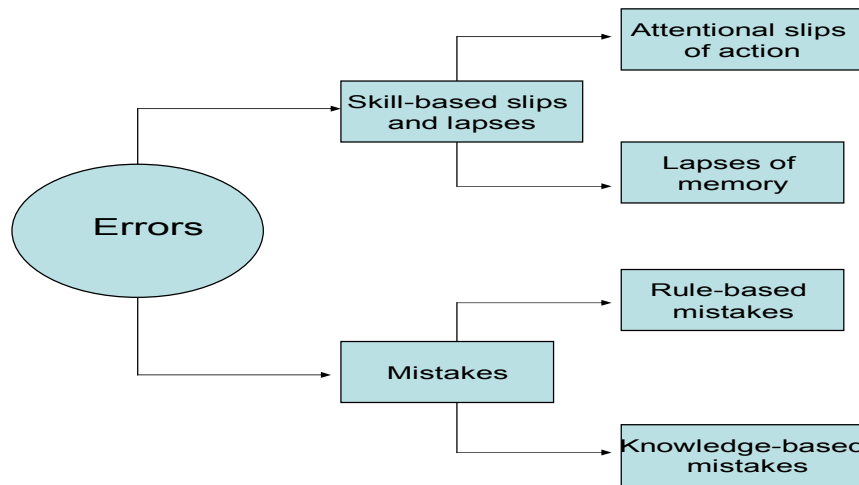 Attentional slips
of action
Skill-based slips
and lapses
Lapses of
memory
Errors
Rule-based
mistakes
Mistakes
Knowledge-based
mistakes